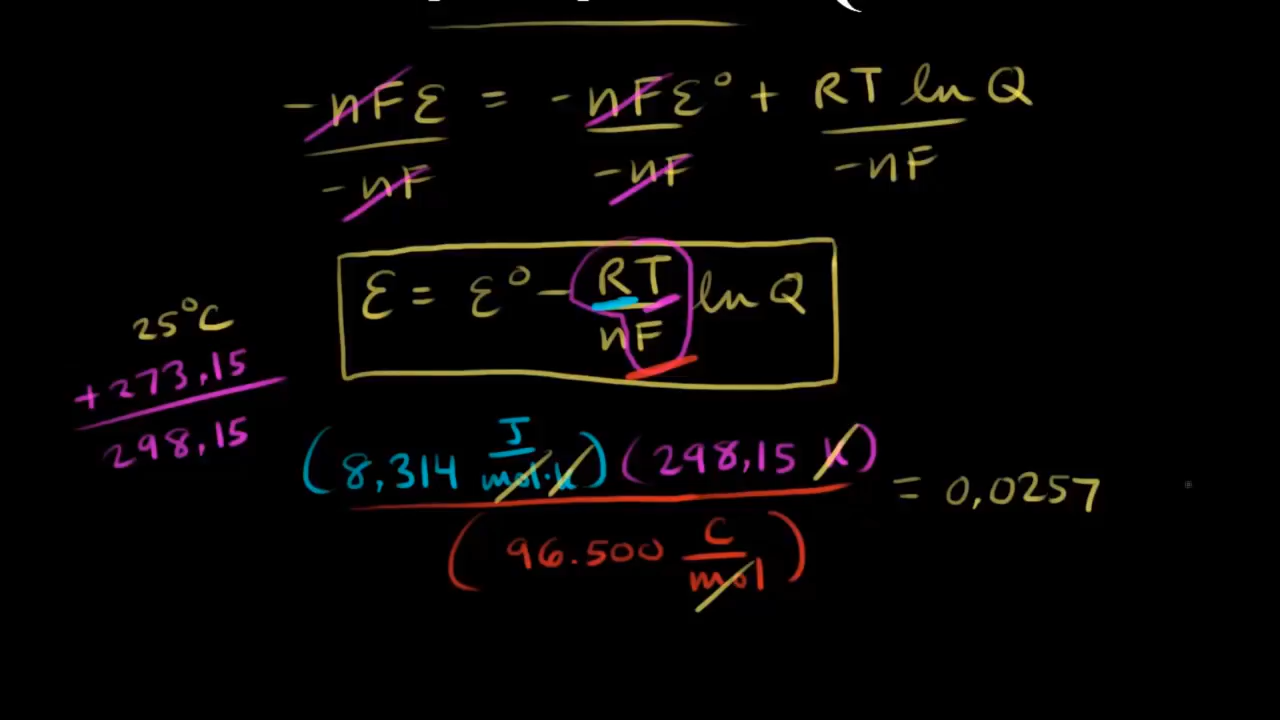 -nFε = -nFε° + RT ln Q
-nF -nF -nF
ε = ε° - RT ln Q
nF
25°C
+273,15
298,15
(8,314 J/mol·K) (298,15 K)
(96.500 C/mol)
= 0,0257